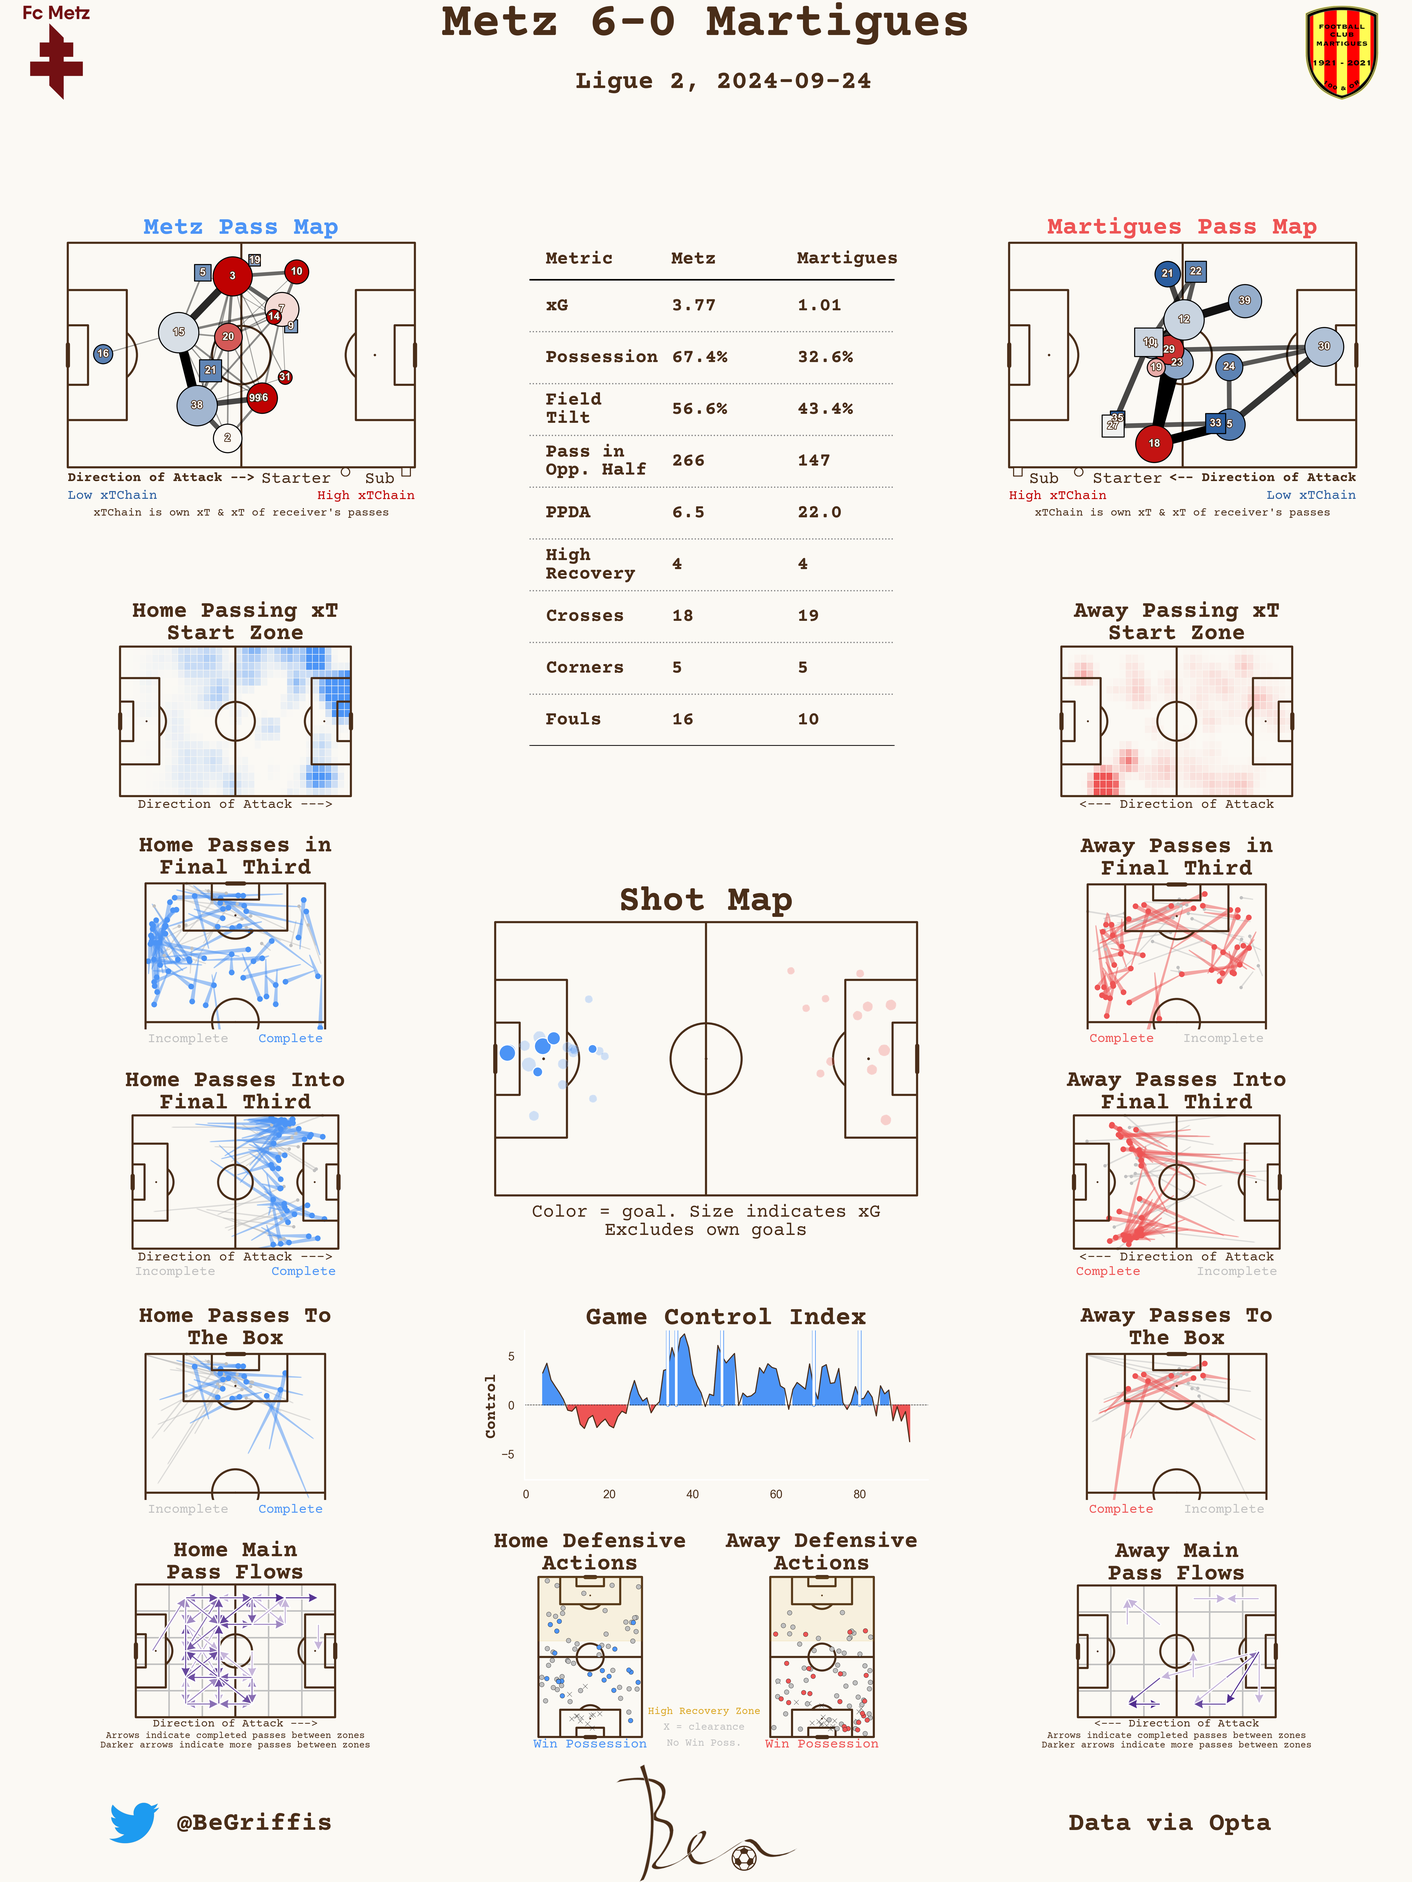 Fc Metz
Metz 6-0 Martigues
Ligue 2, 2024-09-24
FOOTBALL
CLUB
MARTIGUES
1921 - 2021
Metz Pass Map
5
19
3
10
7
14
9
15
20
16
21
31
38
2
Direction of Attack --> Starter Sub
Low xTChain High xTChain
xTChain is own xT & xT of receiver's passes
Metric Metz Martigues
xG 3.77 1.01
Possession 67.4% 32.6%
Field
Tilt 56.6% 43.4%
Pass in
Opp. Half 266 147
PPDA 6.5 22.0
High
Recovery 4 4
Crosses 18 19
Corners 5 5
Fouls 16 10
Martigues Pass Map
21
22
39
12
29
30
23
19
24
27
33
5
18
Sub Starter <-- Direction of Attack
High xTChain Low xTChain
xTChain is own xT & xT of receiver's passes
Home Passing xT
Start Zone
Direction of Attack --->
Away Passing xT
Start Zone
<--- Direction of Attack
Home Passes in
Final Third
Incomplete Complete
Away Passes in
Final Third
Complete Incomplete
Shot Map
Color = goal. Size indicates xG
Excludes own goals
Home Passes Into
Final Third
Direction of Attack --->
Incomplete Complete
Away Passes Into
Final Third
<--- Direction of Attack
Complete Incomplete
Home Passes To
The Box
Incomplete Complete
Game Control Index
Control
5
0
−5
0 20 40 60 80
Away Passes To
The Box
Complete Incomplete
Home Main
Pass Flows
Direction of Attack --->
Arrows indicate completed passes between zones
Darker arrows indicate more passes between zones
Home Defensive
Actions
Win Possession
High Recovery Zone
X = clearance
No Win Poss.
Away Defensive
Actions
Win Possession
Away Main
Pass Flows
<--- Direction of Attack
Arrows indicate completed passes between zones
Darker arrows indicate more passes between zones
@BeGriffis
Ben
Data via Opta